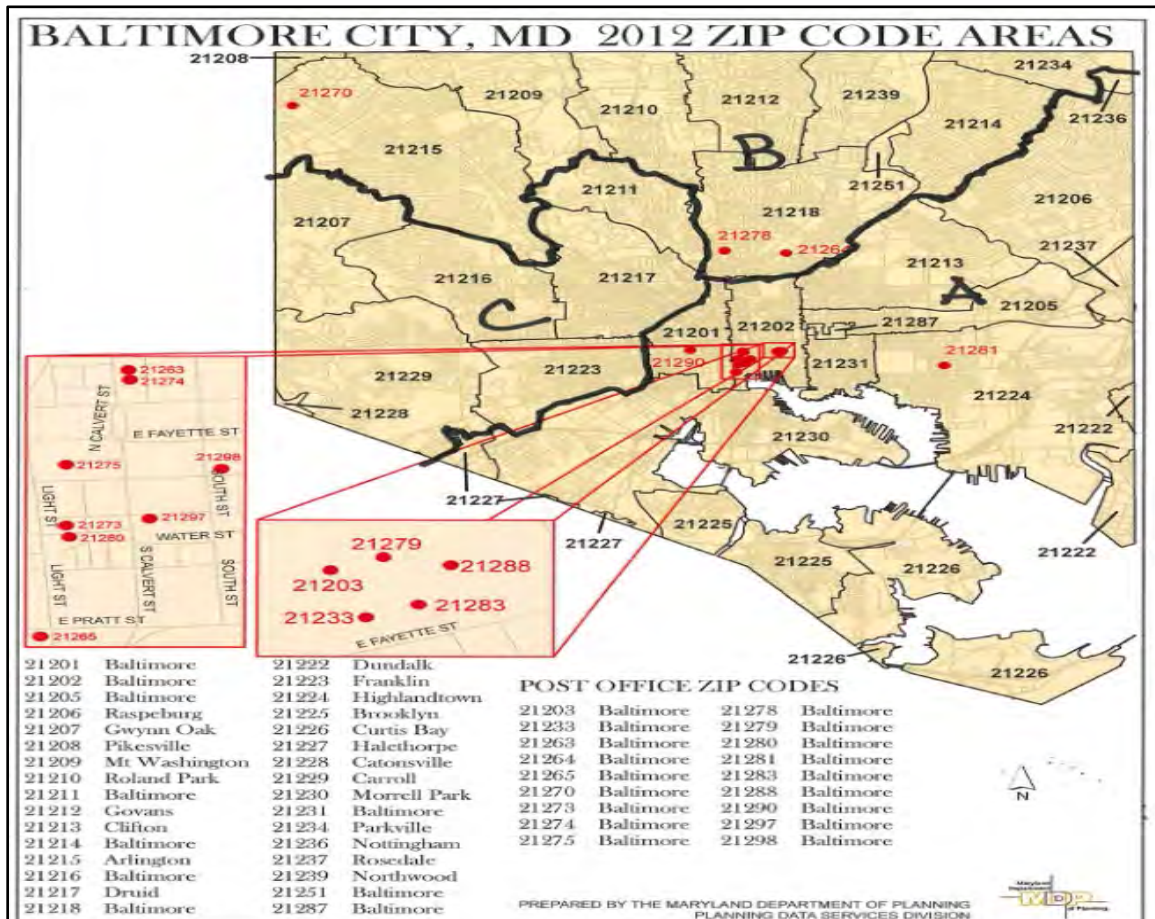 BALTIMORE CITY, MD 2012 ZIP CODE AREAS
21208
21234
21270
21209
21239
21212
21210
21236
21214
21215
B
21251
21211
21206
21207
21218
21278
21264
21237
21213
21216
21217
A
21205
C
21201
21202
21287
21290
21231
21281
21229
21223
21224
21228
21222
21230
21227
21225
21227
21222
21225
21226
21226
21226
21263
21274
N CALVERT ST
E FAYETTE ST
21275
21298
SOUTH ST
LIGHT ST
21297
21273
21280
WATER ST
LIGHT ST
S CALVERT ST
SOUTH ST
E PRATT ST
21265
21279
21288
21203
21283
21233
E FAYETTE ST
21201 Baltimore
21202 Baltimore
21205 Baltimore
21206 Raspeburg
21207 Gwynn Oak
21208 Pikesville
21209 Mt Washington
21210 Roland Park
21211 Baltimore
21212 Govans
21213 Clifton
21214 Baltimore
21215 Arlington
21216 Baltimore
21217 Druid
21218 Baltimore
21222 Dundalk
21223 Franklin
21224 Highlandtown
21225 Brooklyn
21226 Curtis Bay
21227 Halethorpe
21228 Catonsville
21229 Carroll
21230 Morrell Park
21231 Baltimore
21234 Parkville
21236 Nottingham
21237 Rosedale
21239 Northwood
21251 Baltimore
21287 Baltimore
POST OFFICE ZIP CODES
21203 Baltimore 21278 Baltimore
21233 Baltimore 21279 Baltimore
21263 Baltimore 21280 Baltimore
21264 Baltimore 21281 Baltimore
21265 Baltimore 21283 Baltimore
21270 Baltimore 21288 Baltimore
21273 Baltimore 21290 Baltimore
21274 Baltimore 21297 Baltimore
21275 Baltimore 21298 Baltimore
N
Maryland
Department
MDP
of Planning
PREPARED BY THE MARYLAND DEPARTMENT OF PLANNING
PLANNING DATA SERVICES DIVISION